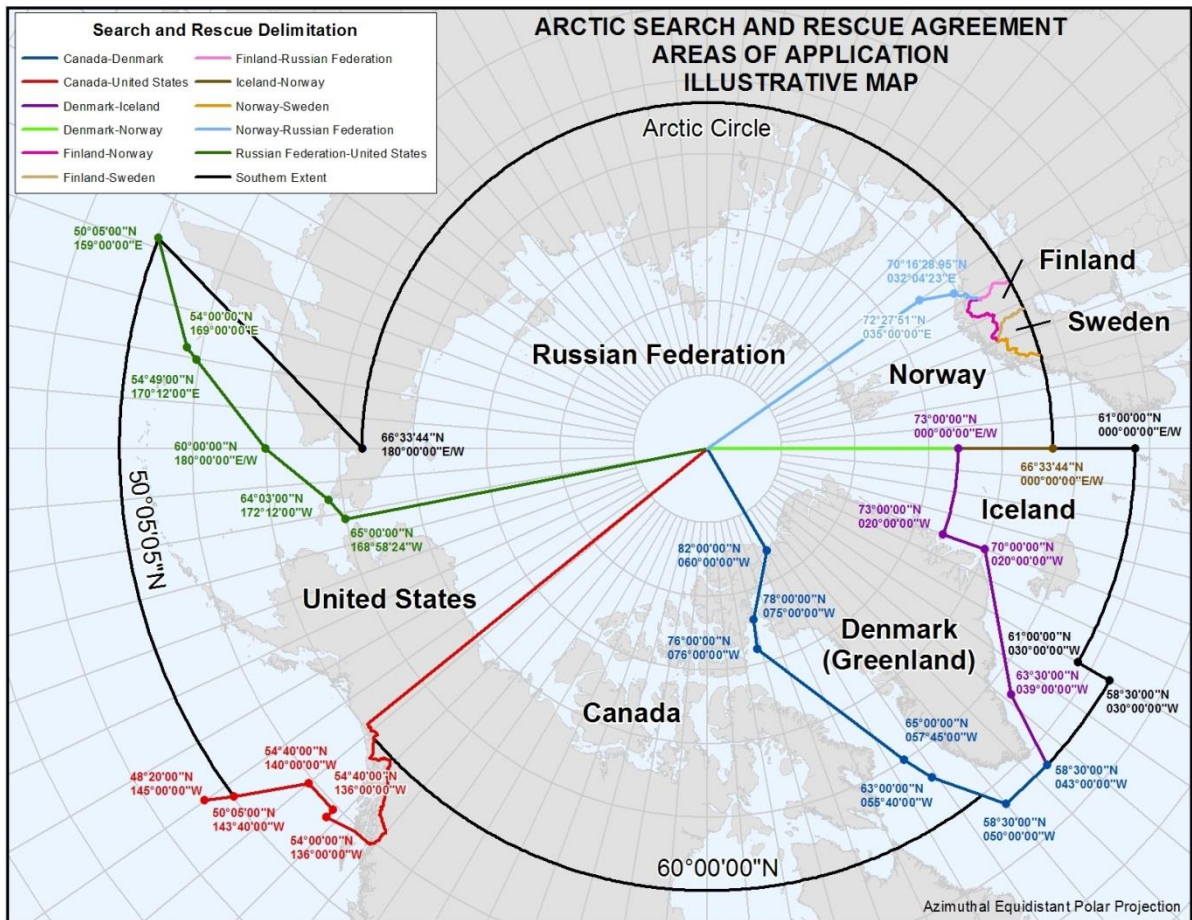 ARCTIC SEARCH AND RESCUE AGREEMENT
AREAS OF APPLICATION
ILLUSTRATIVE MAP
Search and Rescue Delimitation
Canada-Denmark
Canada-United States
Denmark-Iceland
Denmark-Norway
Finland-Norway
Finland-Sweden
Finland-Russian Federation
Iceland-Norway
Norway-Sweden
Norway-Russian Federation
Russian Federation-United States
Southern Extent
Arctic Circle
50°05'00"N
159°00'00"E
54°00'00"N
169°00'00"E
54°49'00"N
170°12'00"E
60°00'00"N
180°00'00"E/W
64°03'00"N
172°12'00"W
65°00'00"N
168°58'24"W
66°33'44"N
180°00'00"E/W
70°16'28.95"N
032°04'23"E
72°27'51"N
035°00'00"E
Finland
Sweden
Norway
Russian Federation
73°00'00"N
000°00'00"E/W
61°00'00"N
000°00'00"E/W
66°33'44"N
000°00'00"E/W
73°00'00"N
020°00'00"W
Iceland
70°00'00"N
020°00'00"W
82°00'00"N
060°00'00"W
78°00'00"N
075°00'00"W
76°00'00"N
076°00'00"W
Denmark
(Greenland)
61°00'00"N
030°00'00"W
63°30'00"N
039°00'00"W
58°30'00"N
030°00'00"W
United States
Canada
50°05'05"N
65°00'00"N
057°45'00"W
63°00'00"N
055°40'00"W
58°30'00"N
043°00'00"W
58°30'00"N
050°00'00"W
54°40'00"N
140°00'00"W
54°40'00"N
136°00'00"W
48°20'00"N
145°00'00"W
50°05'00"N
143°40'00"W
54°00'00"N
136°00'00"W
60°00'00"N
Azimuthal Equidistant Polar Projection